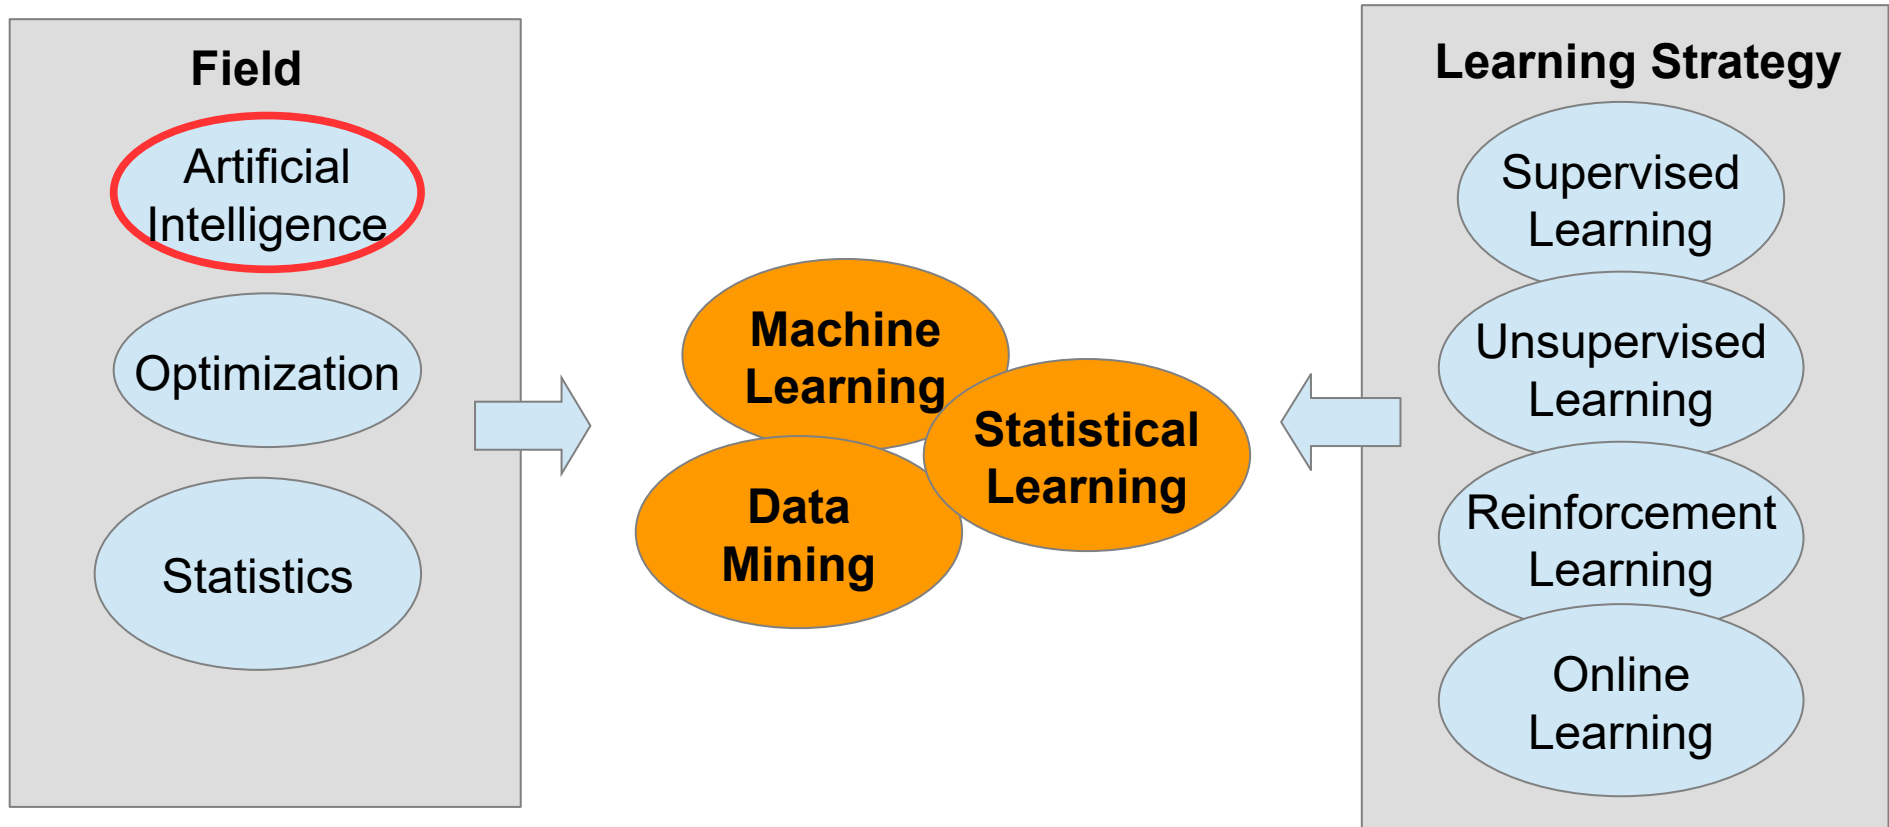 Field
Artificial
Intelligence
Optimization
Statistics
Machine
Learning
Statistical
Learning
Data
Mining
Learning Strategy
Supervised
Learning
Unsupervised
Learning
Reinforcement
Learning
Online
Learning